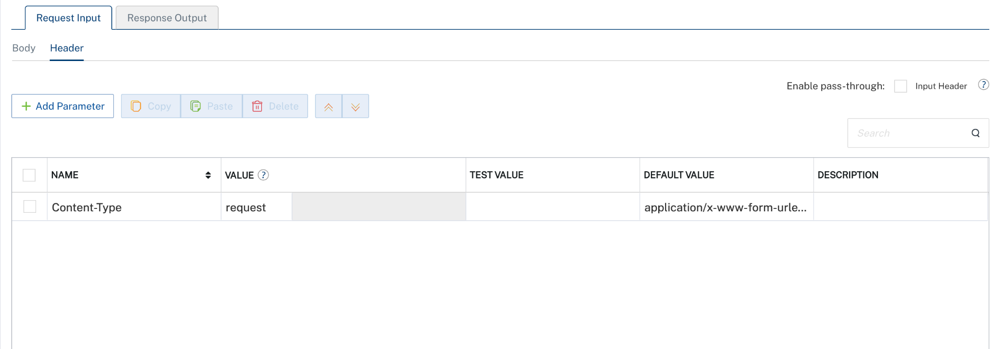 Request Input Response Output
Body Header
Enable pass-through: Input Header ?
Add Parameter Copy Paste Delete
Search
NAME VALUE ? TEST VALUE DEFAULT VALUE DESCRIPTION
Content-Type request application/x-www-form-urle...